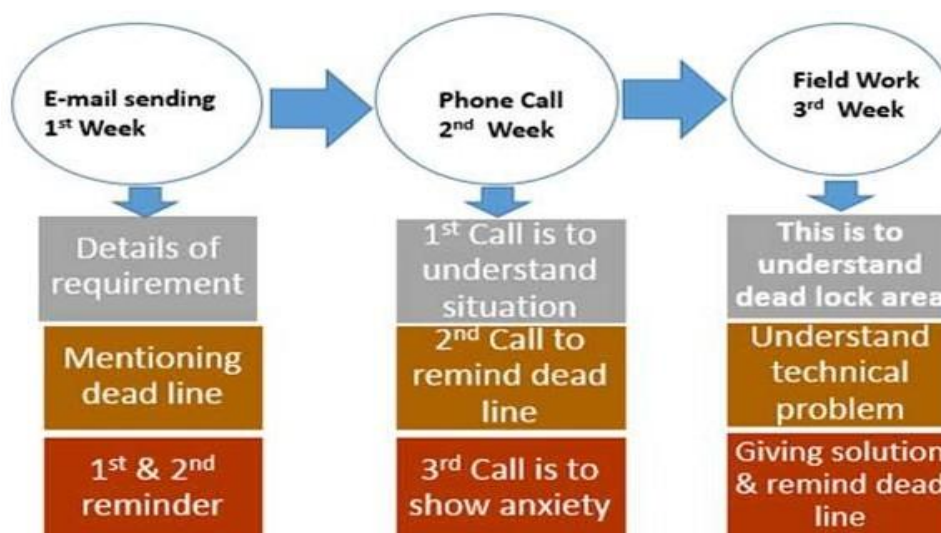 E-mail sending
1st Week
Phone Call
2nd Week
Field Work
3rd Week
Details of
requirement
Mentioning
dead line
1st & 2nd
reminder
1st Call is to
understand
situation
2nd Call to
remind dead
line
3rd Call is to
show anxiety
This is to
understand
dead lock area
Understand
technical
problem
Giving solution
& remind dead
line